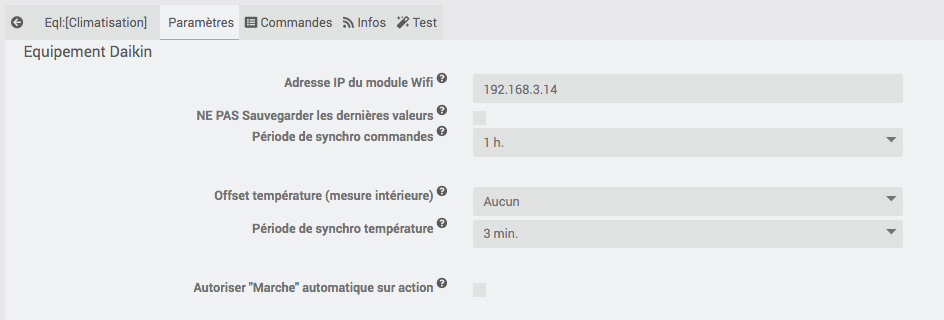 Eql:[Climatisation] Paramètres Commandes Infos Test
Equipement Daikin
Adresse IP du module Wifi ? 192.168.3.14
NE PAS Sauvegarder les dernières valeurs ?
Période de synchro commandes ? 1 h.
Offset température (mesure intérieure) ? Aucun
Période de synchro température ? 3 min.
Autoriser "Marche" automatique sur action ?